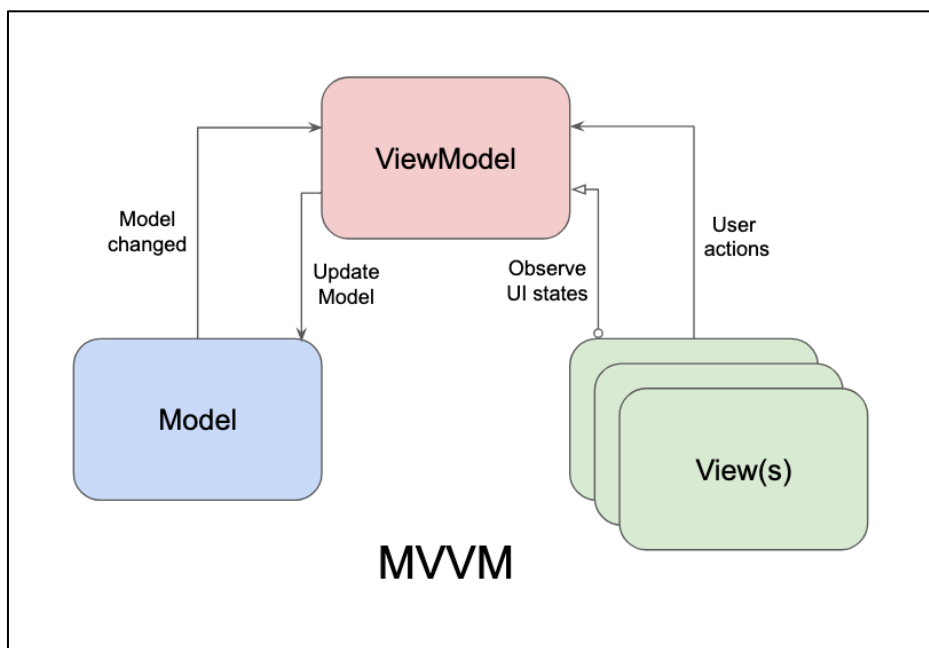 ViewModel
Model
changed
Update
Model
Observe
UI states
User
actions
Model
View(s)
MVVM